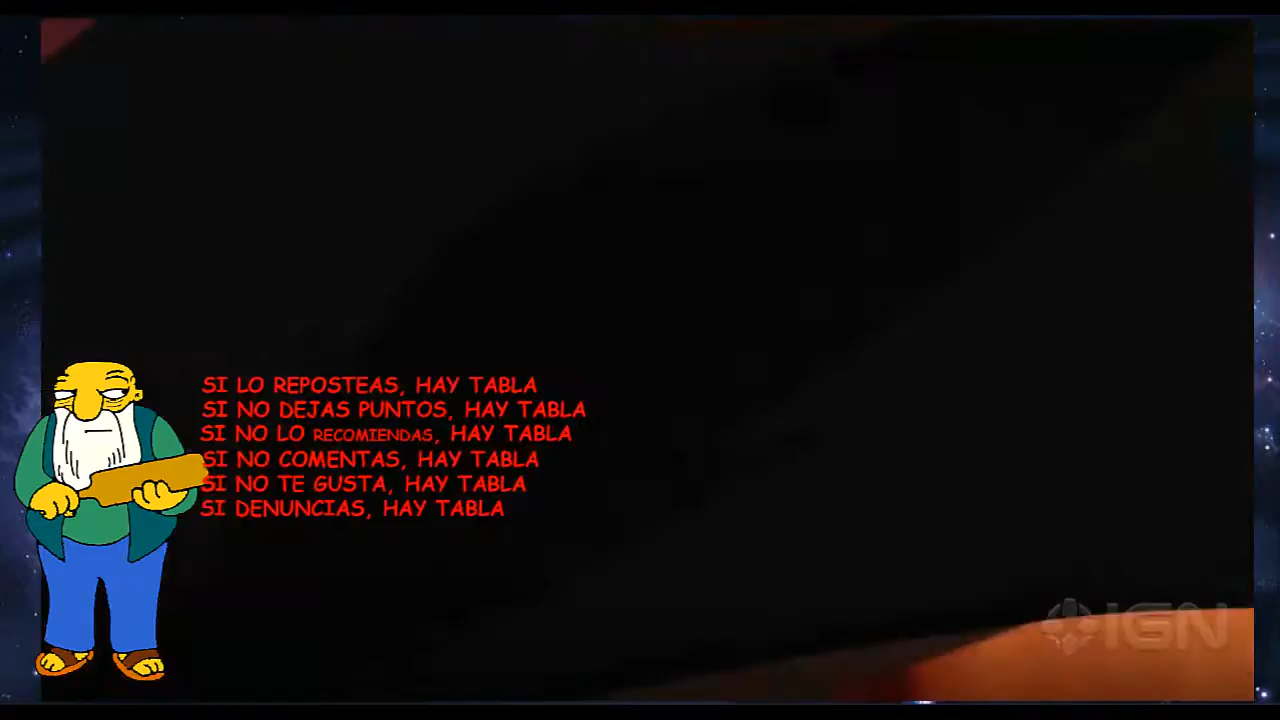 SI LO REPOSTEAS, HAY TABLA
SI NO DEJAS PUNTOS, HAY TABLA
SI NO LO RECOMIENDAS, HAY TABLA
SI NO COMENTAS, HAY TABLA
SI NO TE GUSTA, HAY TABLA
SI DENUNCIAS, HAY TABLA
IGN